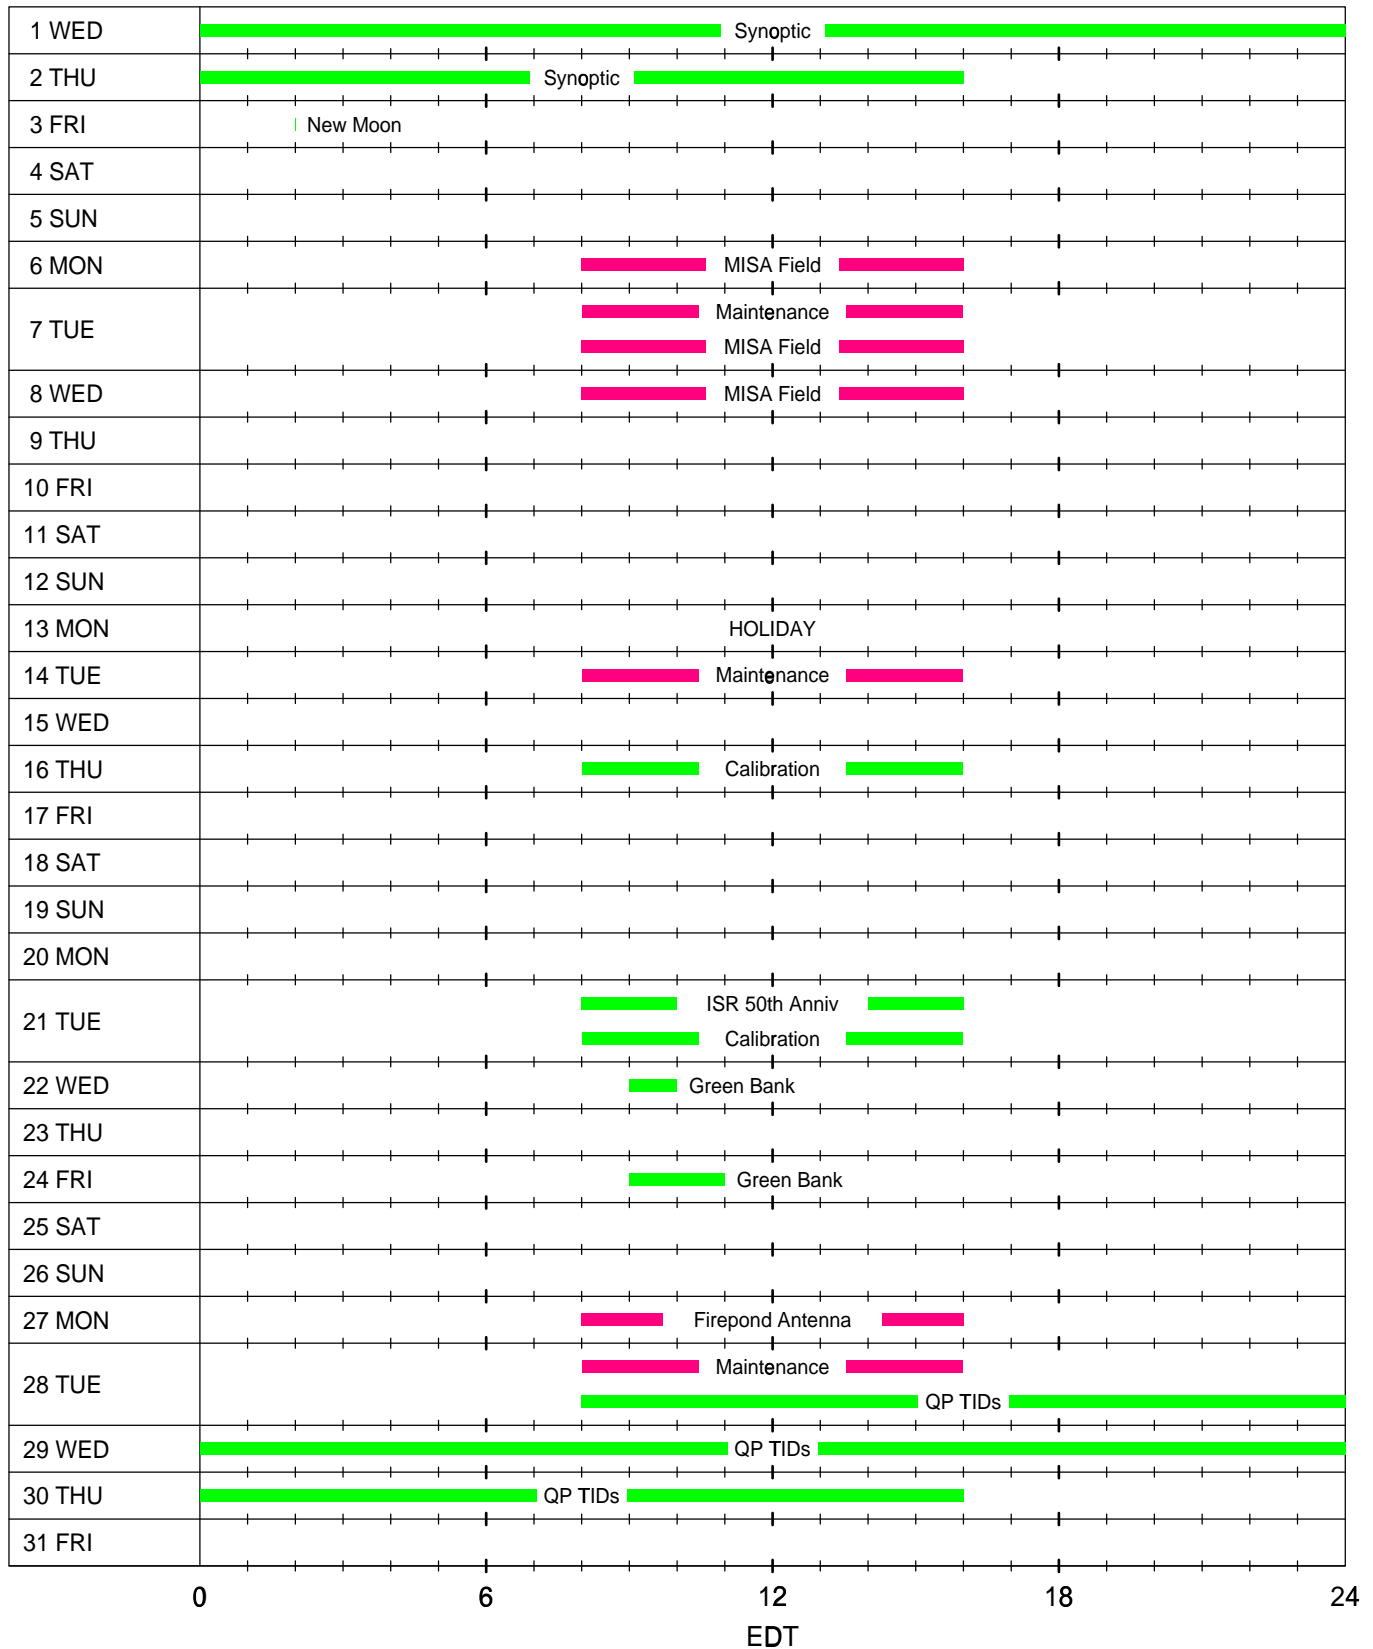 1 WED
Synoptic
2 THU
Synoptic
3 FRI
New Moon
4 SAT
5 SUN
6 MON
MISA Field
7 TUE
Maintenance
MISA Field
8 WED
MISA Field
9 THU
10 FRI
11 SAT
12 SUN
13 MON
HOLIDAY
14 TUE
Maintenance
15 WED
16 THU
Calibration
17 FRI
18 SAT
19 SUN
20 MON
21 TUE
ISR 50th Anniv
Calibration
22 WED
Green Bank
23 THU
24 FRI
Green Bank
25 SAT
26 SUN
27 MON
Firepond Antenna
28 TUE
Maintenance
QP TIDs
29 WED
QP TIDs
30 THU
QP TIDs
31 FRI
0 6 12 18 24
EDT